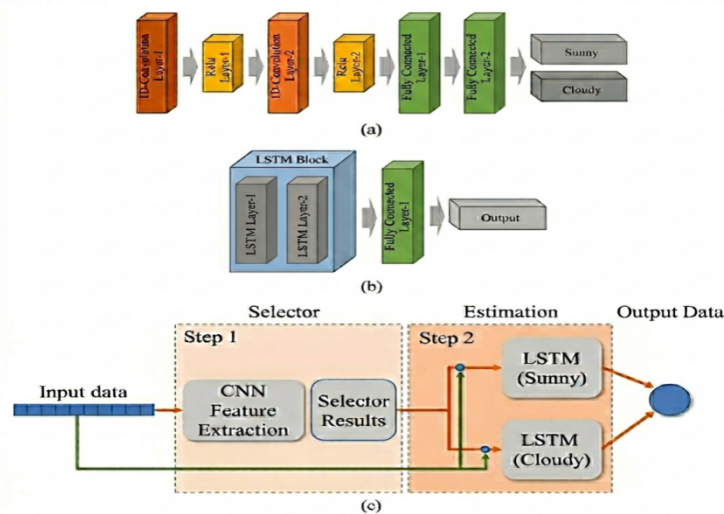 1D-Convolution
Layer-1
Relu
Layer-1
1D-Convolution
Layer-2
Relu
Layer-2
Fully Connected
Layer-1
Fully Connected
Layer-2
Sunny
Cloudy
(a)
LSTM Block
LSTM Layer-1
LSTM Layer-2
Fully Connected
Layer-1
Output
(b)
Selector
Estimation
Output Data
Step 1
Step 2
Input data
CNN
Feature
Extraction
Selector
Results
LSTM
(Sunny)
LSTM
(Cloudy)
(c)